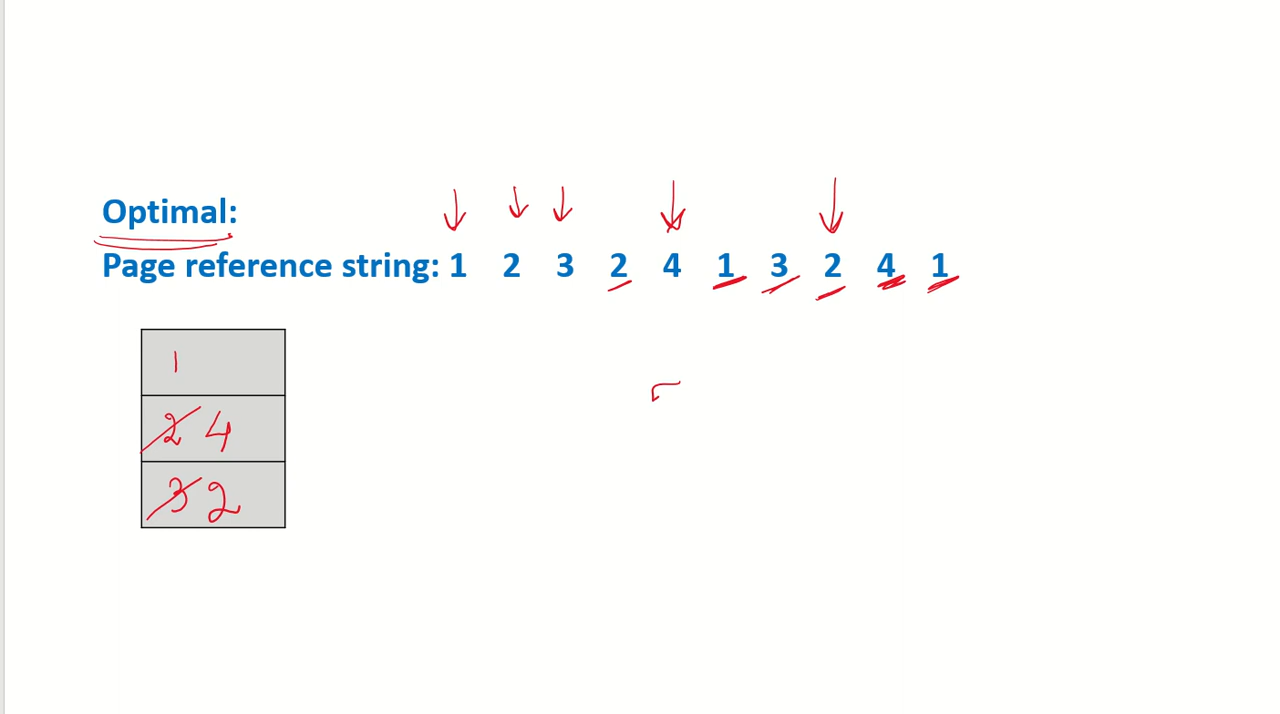 Optimal:
Page reference string: 1 2 3 2 4 1 3 2 4 1
1
2 4
3 2